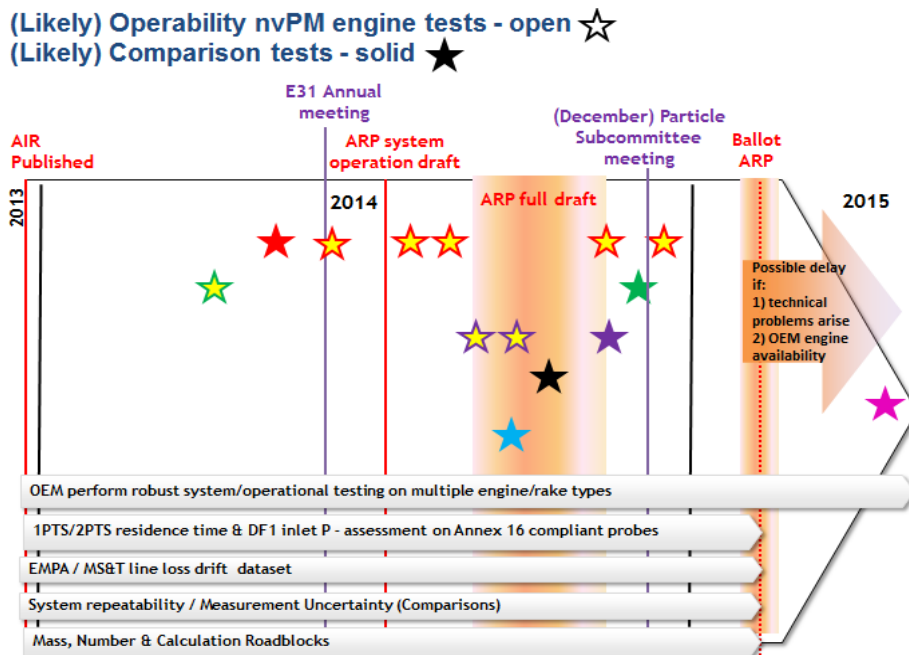 (Likely) Operability nvPM engine tests - open
(Likely) Comparison tests - solid
E31 Annual
meeting
(December) Particle
Subcommittee
meeting
AIR
Published
ARP system
operation draft
Ballot
ARP
2013
2014
ARP full draft
2015
Possible delay
if:
1) technical
problems arise
2) OEM engine
availability
OEM perform robust system/operational testing on multiple engine/rake types
1PTS/2PTS residence time & DF1 inlet P - assessment on Annex 16 compliant probes
EMPA / MS&T line loss drift dataset
System repeatability / Measurement Uncertainty (Comparisons)
Mass, Number & Calculation Roadblocks